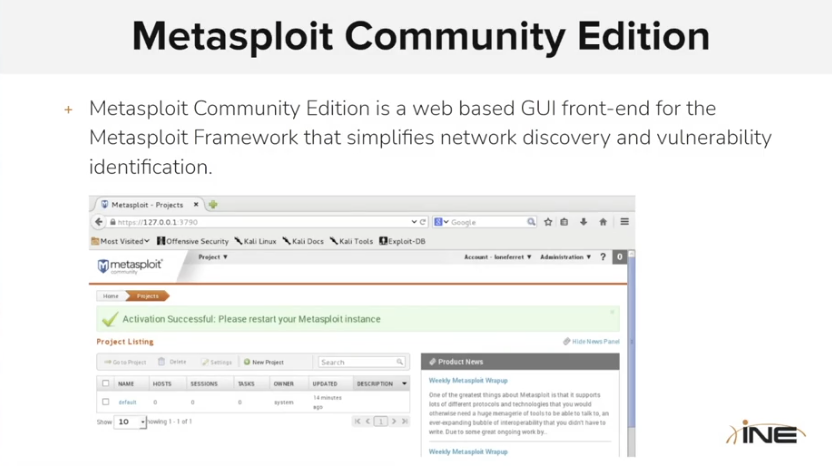 Metasploit Community Edition
+ Metasploit Community Edition is a web based GUI front-end for the
Metasploit Framework that simplifies network discovery and vulnerability
identification.
Metasploit - Projects
https://127.0.0.1:3790
Google
Most Visited Offensive Security Kali Linux Kali Docs Kali Tools Exploit-DB
metasploit
community
Project
Account - loneferret Administration ? 0
Home Projects
Activation Successful: Please restart your Metasploit instance
Project Listing
Hide News Panel
Go to Project Delete Settings New Project Search
NAME HOSTS SESSIONS TASKS OWNER UPDATED DESCRIPTION
default 0 0 0 system 14 minutes
ago
Show 10 howing 1 - 1 of 1
1
Product News
Weekly Metasploit Wrapup
One of the greatest things about Metasploit is that it supports
lots of different protocols and technologies that you would
otherwise need a huge menagerie of tools to be able to talk to, an
ever-expanding bubble of interoperability that you didn't have to
write. Due to some great ongoing work by..
Weekly Metasploit Wrapup
INE